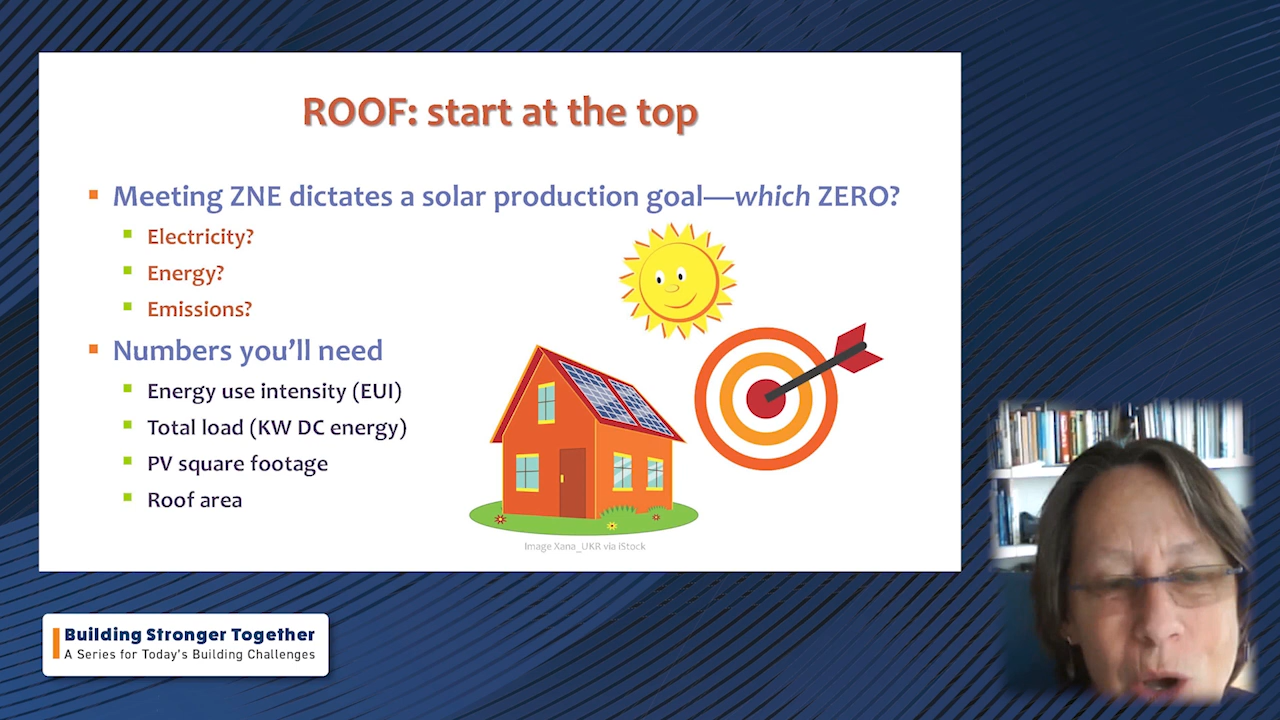 ROOF: start at the top
Meeting ZNE dictates a solar production goal—which ZERO?
Electricity?
Energy?
Emissions?
Numbers you'll need
Energy use intensity (EUI)
Total load (KW DC energy)
PV square footage
Roof area
Image Xana_UKR via iStock
Building Stronger Together
A Series for Today's Building Challenges